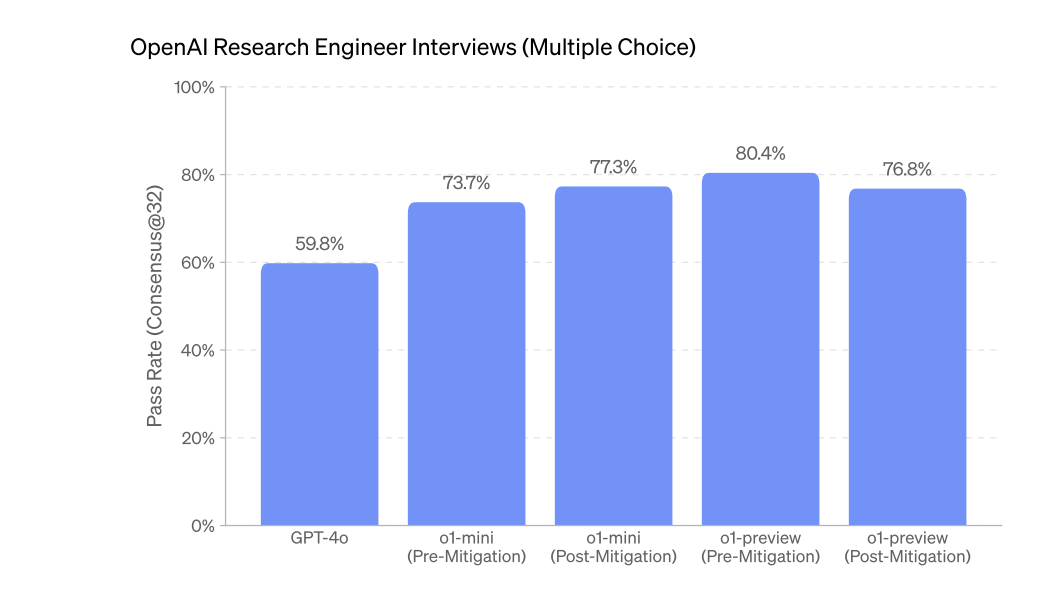 OpenAI Research Engineer Interviews (Multiple Choice)
Pass Rate (Consensus@32)
100%
80%
60%
40%
20%
0%
59.8%
73.7%
77.3%
80.4%
76.8%
GPT-4o
o1-mini
(Pre-Mitigation)
o1-mini
(Post-Mitigation)
o1-preview
(Pre-Mitigation)
o1-preview
(Post-Mitigation)